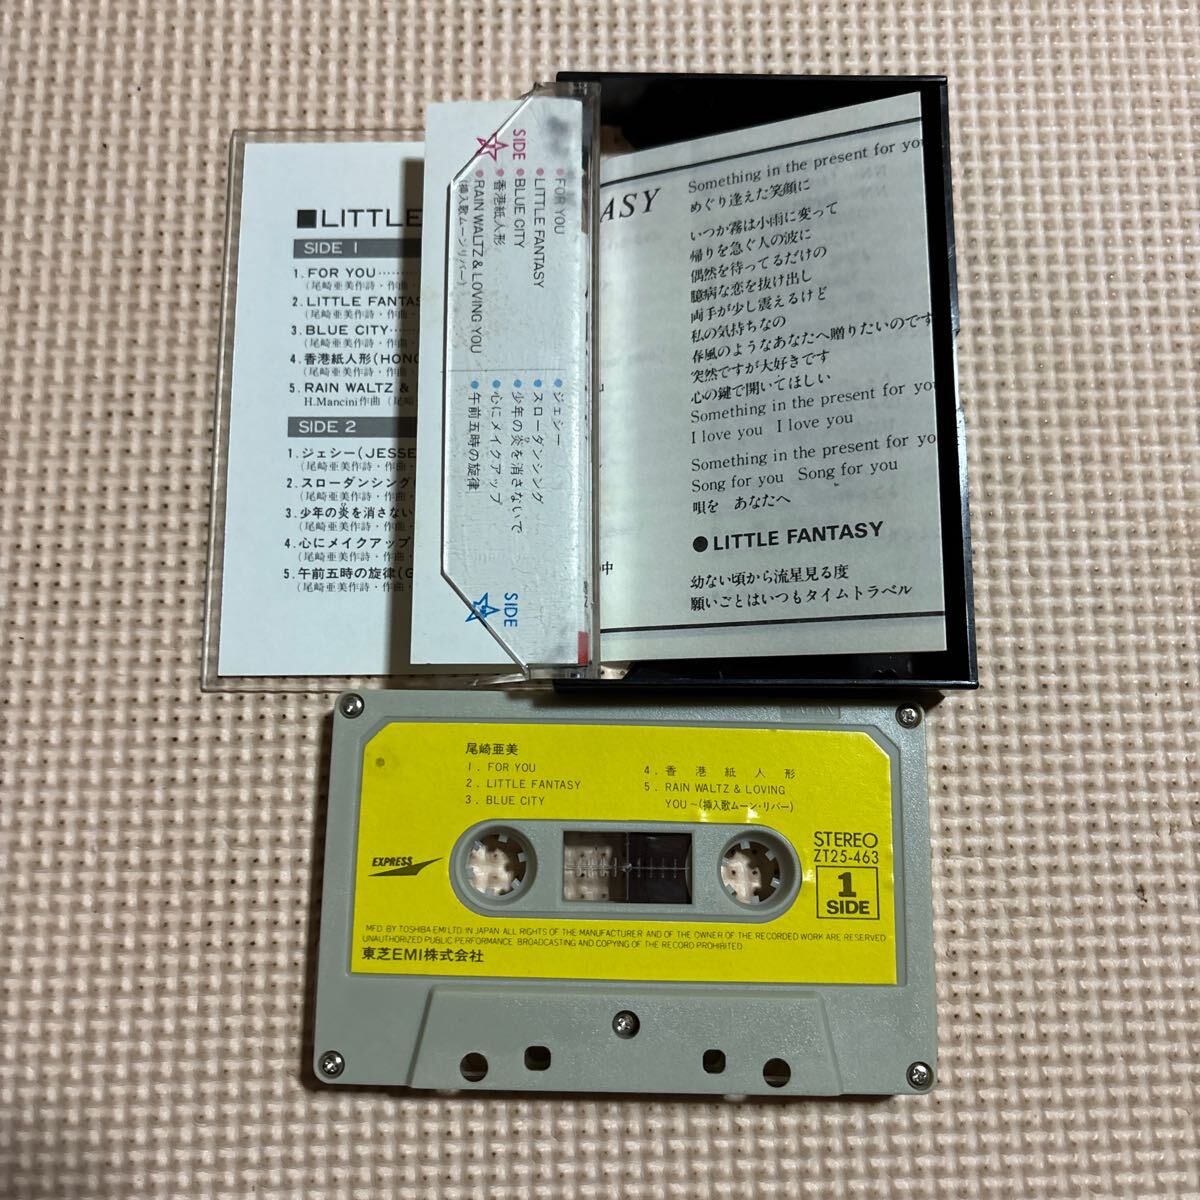 ■LITTLE
SIDE 1
1. FOR YOU
(尾崎亜美作詩・作曲・
2. LITTLE FANTAS
(尾崎亜美作詩・作曲・
3. BLUE CITY
(尾崎亜美作詩・作曲・
4. 香港紙人形(HONG
(尾崎亜美作詩・作曲・
5. RAIN WALTZ &
H.Mancini作曲
SIDE 2
1. ジェシー(JESSE
(尾崎亜美作詩・作曲・
2. スローダンシング(
(尾崎亜美作詩・作曲・
3. 少年の炎を消さない
(尾崎亜美作詩・作曲・
4. 心にメイクアップ
(尾崎亜美作詩・作曲・
5. 午前五時の旋律(G
(尾崎亜美作詩・作曲・
SIDE 1
●FOR YOU
●LITTLE FANTASY
●BLUE CITY
●香港紙人形
●RAIN WALTZ & LOVING YOU
(挿入歌ムーンリバー)
●ジェシー
●スローダンシング
●少年の炎を消さないで
●心にメイクアップ
●午前五時の旋律
SIDE 2
ASY
Something in the present for you
めぐり逢えた笑顔に
いつか霧は小雨に変って
帰りを急ぐ人の波に
偶然を待ってるだけの
臆病な恋を抜け出し
両手が少し震えるけど
私の気持ちなの
春風のようなあなたへ贈りたいのです
突然ですが大好きです
心の鍵で開いてほしい
Something in the present for you
I love you I love you
Something in the present for you
Song for you Song for you
唄を あなたへ
●LITTLE FANTASY
幼ない頃から流星見る度
願いごとはいつもタイムトラベル
中
尾崎亜美
1. FOR YOU
2. LITTLE FANTASY
3. BLUE CITY
4. 香港紙人形
5. RAIN WALTZ & LOVING
YOU~(挿入歌ムーン・リバー)
EXPRESS
STEREO
ZT25-463
1
SIDE
MFD. BY TOSHIBA-EMI LTD. IN JAPAN ALL RIGHTS OF THE MANUFACTURER AND OF THE OWNER OF THE RECORDED WORK ARE RESERVED
UNAUTHORIZED PUBLIC PERFORMANCE. BROADCASTING AND COPYING OF THE RECORD PROHIBITED
東芝EMI株式会社